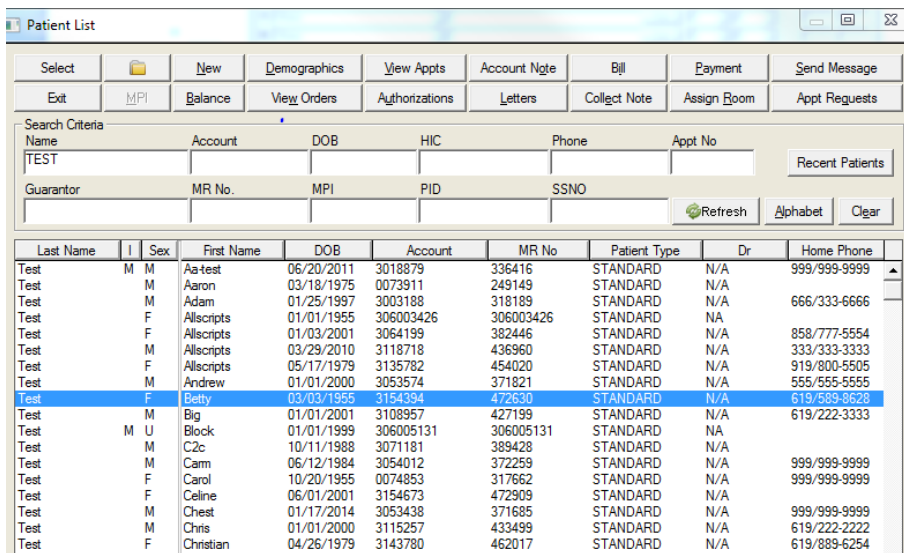 Patient List
Select New Demographics View Appts Account Note Bill Payment Send Message
Exit MPI Balance View Orders Authorizations Letters Collect Note Assign Room Appt Requests
Search Criteria
Name Account DOB HIC Phone Appt No
TEST
Recent Patients
Guarantor MR No. MPI PID SSNO
Refresh Alphabet Clear
Last Name I Sex First Name DOB Account MR No Patient Type Dr Home Phone
Test M M Aa-test 06/20/2011 3018879 336416 STANDARD N/A 999/999-9999
Test M Aaron 03/18/1975 0073911 249149 STANDARD N/A
Test M Adam 01/25/1997 3003188 318189 STANDARD N/A 666/333-6666
Test F Allscripts 01/01/1955 306003426 306003426 STANDARD NA
Test F Allscripts 01/03/2001 3064199 382446 STANDARD N/A 858/777-5554
Test M Allscripts 03/29/2010 3118718 436960 STANDARD N/A 333/333-3333
Test F Allscripts 05/17/1979 3135782 454020 STANDARD N/A 919/800-5505
Test M Andrew 01/01/2000 3053574 371821 STANDARD N/A 555/555-5555
Test F Betty 03/03/1955 3154394 472630 STANDARD N/A 619/589-8628
Test M Big 01/01/2001 3108957 427199 STANDARD N/A 619/222-3333
Test M U Block 01/01/1999 306005131 306005131 STANDARD NA
Test M C2c 10/11/1988 3071181 389428 STANDARD N/A
Test M Cam 06/12/1984 3054012 372259 STANDARD N/A 999/999-9999
Test F Carol 10/20/1955 0074853 317662 STANDARD N/A 999/999-9999
Test F Celine 06/01/2001 3154673 472909 STANDARD N/A
Test M Chest 01/17/2014 3053438 371685 STANDARD N/A 999/999-9999
Test M Chris 01/01/2000 3115257 433499 STANDARD N/A 619/222-2222
Test F Christian 04/26/1979 3143780 462017 STANDARD N/A 619/889-6254